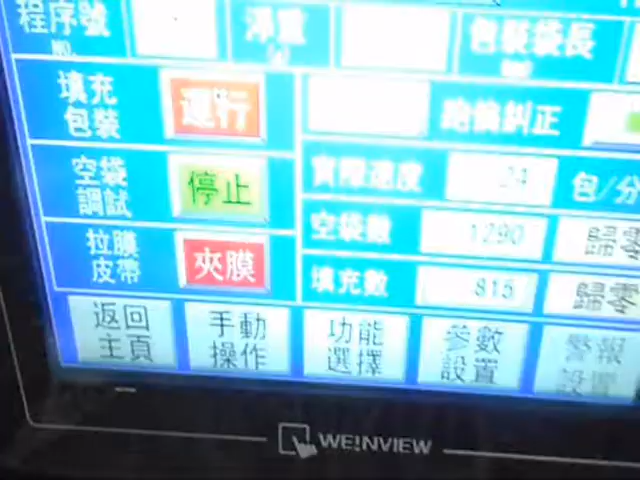 程序號
NO.
淨重
包裝袋長
填充
包裝
運行
跑偏糾正
空袋
調試
停止
實際速度
24
包/分
空袋數
1290
歸零
拉膜
皮帶
夾膜
填充數
815
歸零
返回
主頁
手動
操作
功能
選擇
參數
設置
警報
設置
WEINVIEW